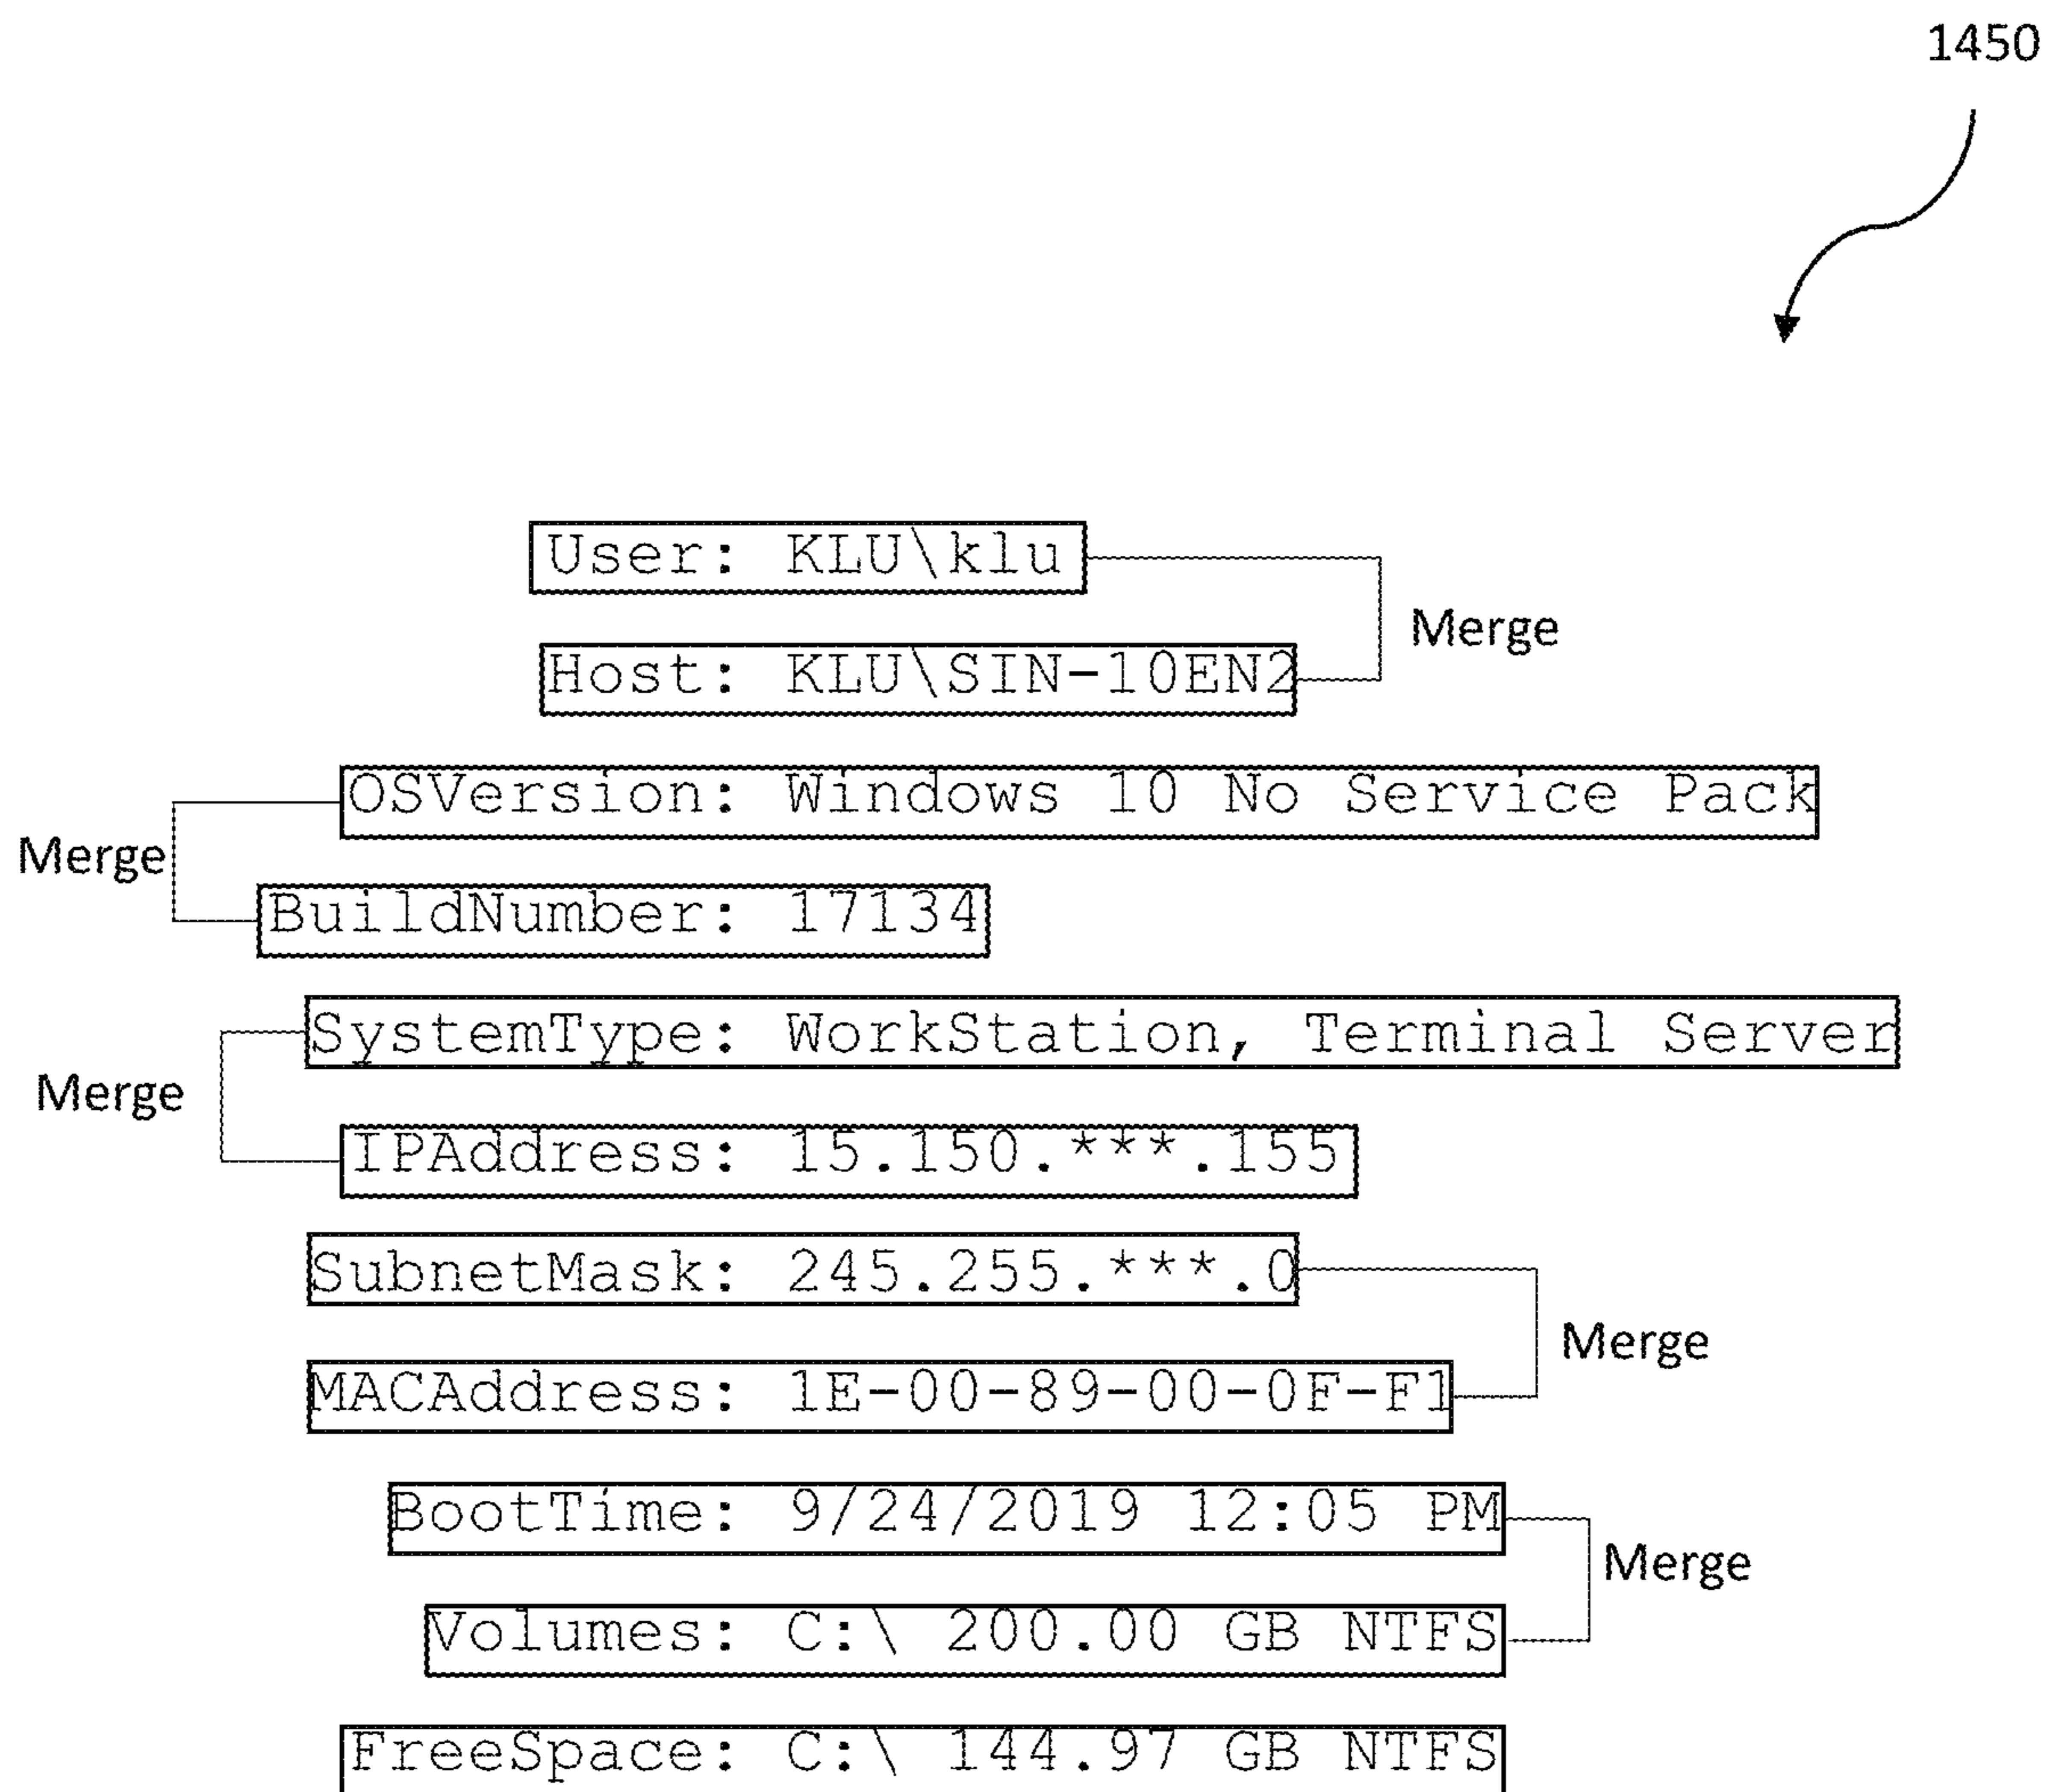 1450
User: KLU\klu
Merge
Host: KLU\SIN-10EN2
OSVersion: Windows 10 No Service Pack
Merge
BuildNumber: 17134
SystemType: WorkStation, Terminal Server
Merge
IPAddress: 15.150.***.155
SubnetMask: 245.255.***.0
Merge
MACAddress: 1E-00-89-00-0F-F1
BootTime: 9/24/2019 12:05 PM
Merge
Volumes: C:\ 200.00 GB NTFS
FreeSpace: C:\ 144.97 GB NTFS